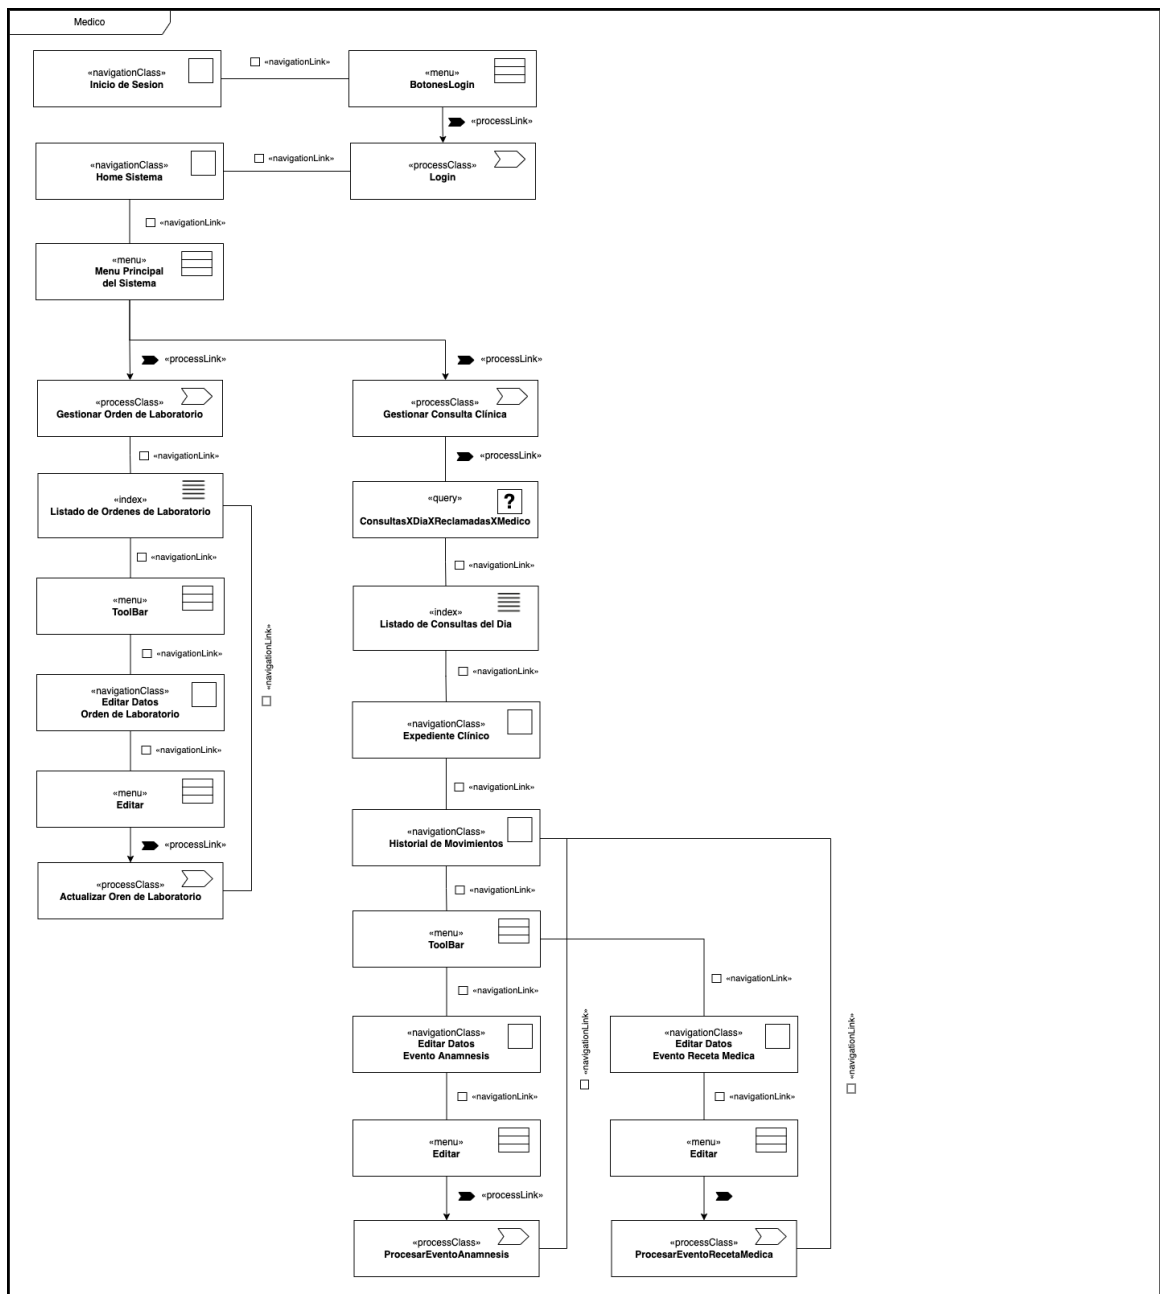 Medico
«navigationClass»
Inicio de Sesion
«navigationLink»
«menu»
BotonesLogin
«processLink»
«navigationClass»
Home Sistema
«navigationLink»
«processClass»
Login
«navigationLink»
«menu»
Menu Principal
del Sistema
«processLink»
«processLink»
«processClass»
Gestionar Orden de Laboratorio
«processClass»
Gestionar Consulta Clínica
«navigationLink»
«processLink»
«index»
Listado de Ordenes de Laboratorio
«query»
?
ConsultasXDiaXReclamadasXMedico
«navigationLink»
«navigationLink»
«menu»
ToolBar
«index»
Listado de Consultas del Dia
«navigationLink»
«navigationLink»
«navigationLink»
«navigationClass»
Editar Datos
Orden de Laboratorio
«navigationClass»
Expediente Clínico
«navigationLink»
«navigationLink»
«menu»
Editar
«navigationClass»
Historial de Movimientos
«processLink»
«processClass»
Actualizar Oren de Laboratorio
«navigationLink»
«menu»
ToolBar
«navigationLink»
«navigationLink»
«navigationClass»
Editar Datos
Evento Anamnesis
«navigationLink»
«navigationClass»
Editar Datos
Evento Receta Medica
«navigationLink»
«navigationLink»
«navigationLink»
«menu»
Editar
«menu»
Editar
«processLink»
«processClass»
ProcesarEventoAnamnesis
«processClass»
ProcesarEventoRecetaMedica